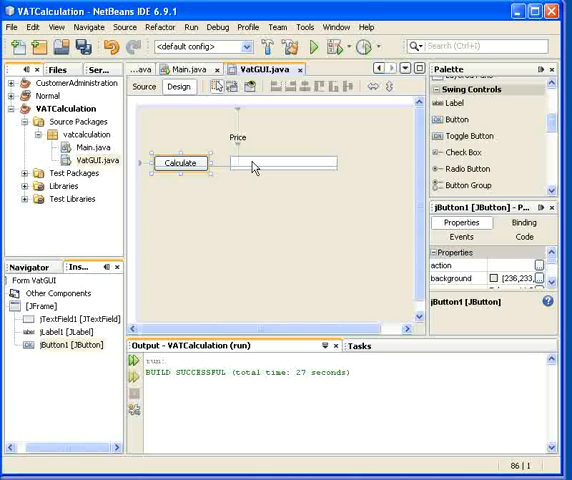 VATCalculation - NetBeans IDE 6.9.1
File Edit View Navigate Source Refactor Run Debug Profile Team Tools Window Help
<default config>
Search (Ctrl+I)
Files Ser...
CustomerAdministration
Normal
VATCalculation
Source Packages
vatcalculation
Main.java
VatGUI.java
Test Packages
Libraries
Test Libraries
...ava Main.java VatGUI.java
Source Design
Price
Calculate
Palette
Swing Controls
Label
Button
Toggle Button
Check Box
Radio Button
Button Group
jButton1 [JButton] - P...
Properties Binding
Events Code
Properties
action
background [236,233,...
jButton1 [JButton]
Navigator Ins...
Form VatGUI
Other Components
[JFrame]
jTextField1 [JTextField]
jLabel1 [JLabel]
jButton1 [JButton]
Output - VATCalculation (run) Tasks
run:
BUILD SUCCESSFUL (total time: 27 seconds)
86 | 1